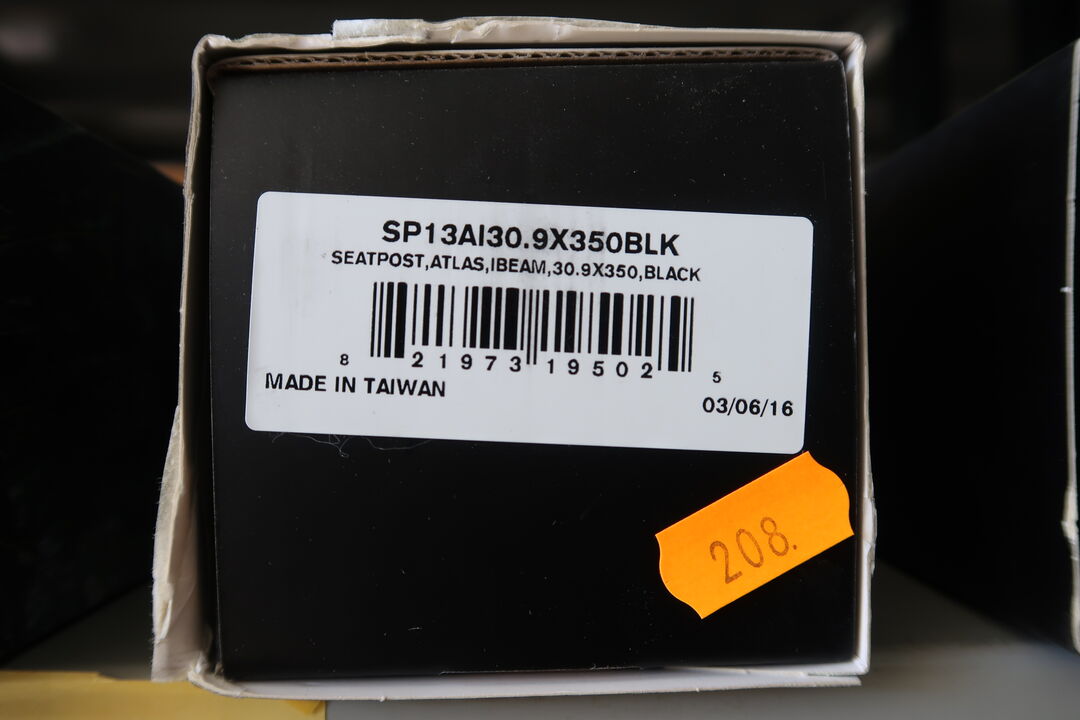 SP13AI30.9X350BLK
SEATPOST,ATLAS,IBEAM,30.9X350,BLACK
8 21973 19502 5
MADE IN TAIWAN
03/06/16
208.